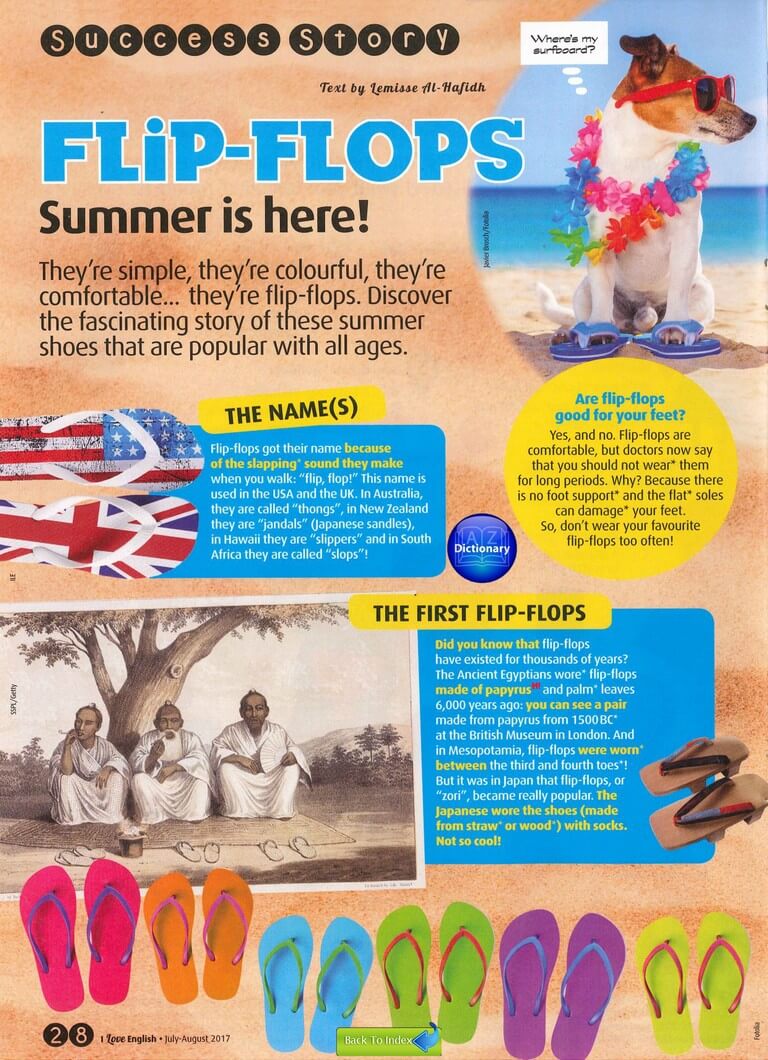 Success Story
Where's my
surfboard?
Text by Lemisse Al-Hafidh
FLiP-FLOPS
Summer is here!
They're simple, they're colourful, they're
comfortable... they're flip-flops. Discover
the fascinating story of these summer
shoes that are popular with all ages.
Javier Brosch/Fotolia
THE NAME(S)
Flip-flops got their name because
of the slapping* sound they make
when you walk: "flip, flop!" This name is
used in the USA and the UK. In Australia,
they are called "thongs", in New Zealand
they are "jandals" (Japanese sandles),
in Hawaii they are "slippers" and in South
Africa they are called "slops"!
ILE
A Z
Dictionary
Are flip-flops
good for your feet?
Yes, and no. Flip-flops are
comfortable, but doctors now say
that you should not wear* them
for long periods. Why? Because there
is no foot support* and the flat* soles
can damage* your feet.
So, don't wear your favourite
flip-flops too often!
THE FIRST FLIP-FLOPS
Did you know that flip-flops
have existed for thousands of years?
The Ancient Egyptians wore* flip-flops
made of papyrus and palm* leaves
6,000 years ago: you can see a pair
made from papyrus from 1500 BC*
at the British Museum in London. And
in Mesopotamia, flip-flops were worn*
between the third and fourth toes*!
But it was in Japan that flip-flops, or
"zori", became really popular. The
Japanese wore the shoes (made
from straw* or wood*) with socks.
Not so cool!
SSPL/Getty
28 I Love English • July-August 2017
Back To Index
Fotolia